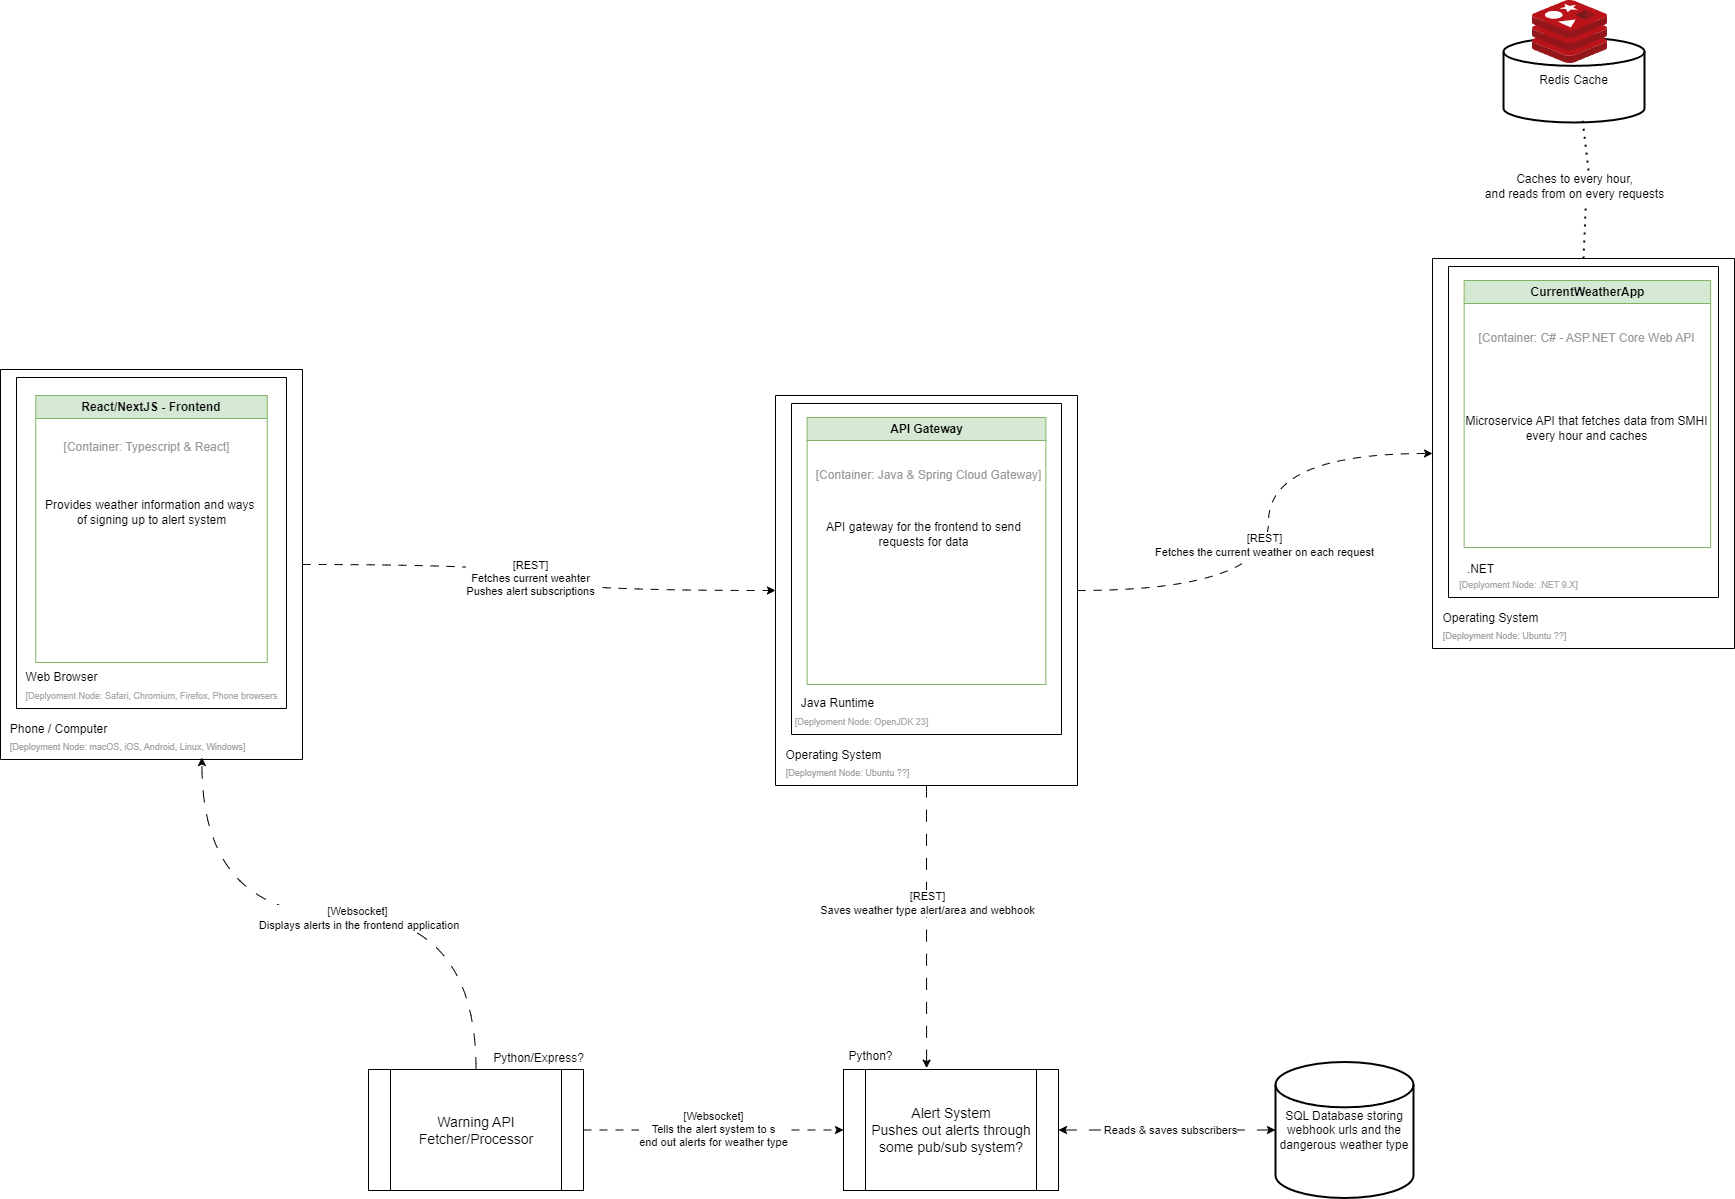 Redis Cache
Caches to every hour,
and reads from on every requests
CurrentWeatherApp
[Container: C# - ASP.NET Core Web API
Microservice API that fetches data from SMHI
every hour and caches
.NET
[Deplyoment Node: .NET 9.X]
Operating System
[Deployment Node: Ubuntu ??]
React/NextJS - Frontend
[Container: Typescript & React]
Provides weather information and ways
of signing up to alert system
Web Browser
[Deplyoment Node: Safari, Chromium, Firefox, Phone browsers
Phone / Computer
[Deployment Node: macOS, iOS, Android, Linux, Windows]
[REST]
Fetches current weahter
Pushes alert subscriptions
API Gateway
[Container: Java & Spring Cloud Gateway]
API gateway for the frontend to send
requests for data
Java Runtime
[Deplyoment Node: OpenJDK 23]
Operating System
[Deployment Node: Ubuntu ??]
[REST]
Fetches the current weather on each request
[REST]
Saves weather type alert/area and webhook
[Websocket]
Displays alerts in the frontend application
Python/Express?
Warning API
Fetcher/Processor
[Websocket]
Tells the alert system to s
end out alerts for weather type
Python?
Alert System
Pushes out alerts through
some pub/sub system?
Reads & saves subscribers
SQL Database storing
webhook urls and the
dangerous weather type